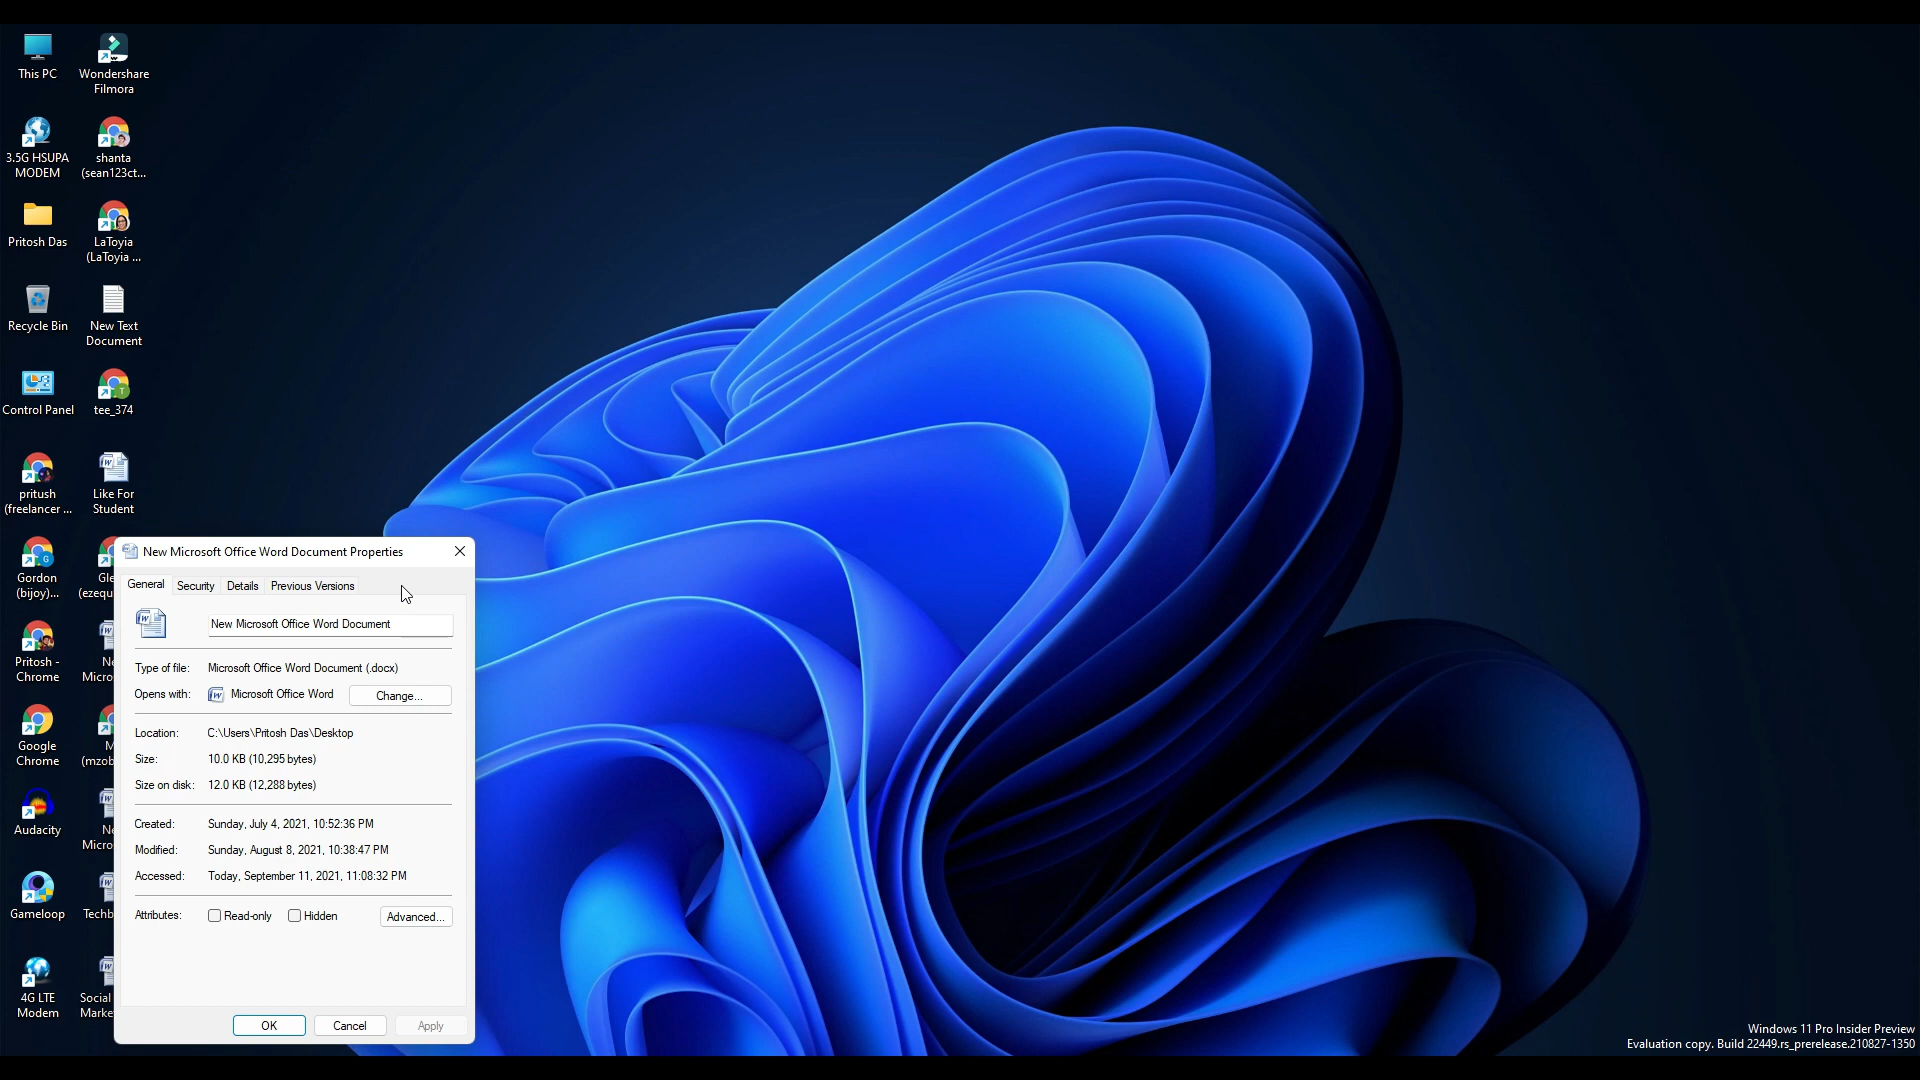 This PC
Wondershare
Filmora
3.5G HSUPA
MODEM
shanta
(sean123ct...
Pritosh Das
LaToyia
(LaToyia ...
Recycle Bin
New Text
Document
Control Panel
tee_374
pritush
(freelancer ...
Like For
Student
Gordon
(bijoy)...
Gle
(ezequ
Pritosh -
Chrome
Ne
Micro
Google
Chrome
M
(mzob
Audacity
Ne
Micro
Gameloop
Techb
4G LTE
Modem
Social
Marke
New Microsoft Office Word Document Properties
General
Security
Details
Previous Versions
New Microsoft Office Word Document
Type of file: Microsoft Office Word Document (.docx)
Opens with: Microsoft Office Word Change...
Location: C:\Users\Pritosh Das\Desktop
Size: 10.0 KB (10,295 bytes)
Size on disk: 12.0 KB (12,288 bytes)
Created: Sunday, July 4, 2021, 10:52:36 PM
Modified: Sunday, August 8, 2021, 10:38:47 PM
Accessed: Today, September 11, 2021, 11:08:32 PM
Attributes: Read-only Hidden Advanced...
OK Cancel Apply
Windows 11 Pro Insider Preview
Evaluation copy. Build 22449.rs_prerelease.210827-1350